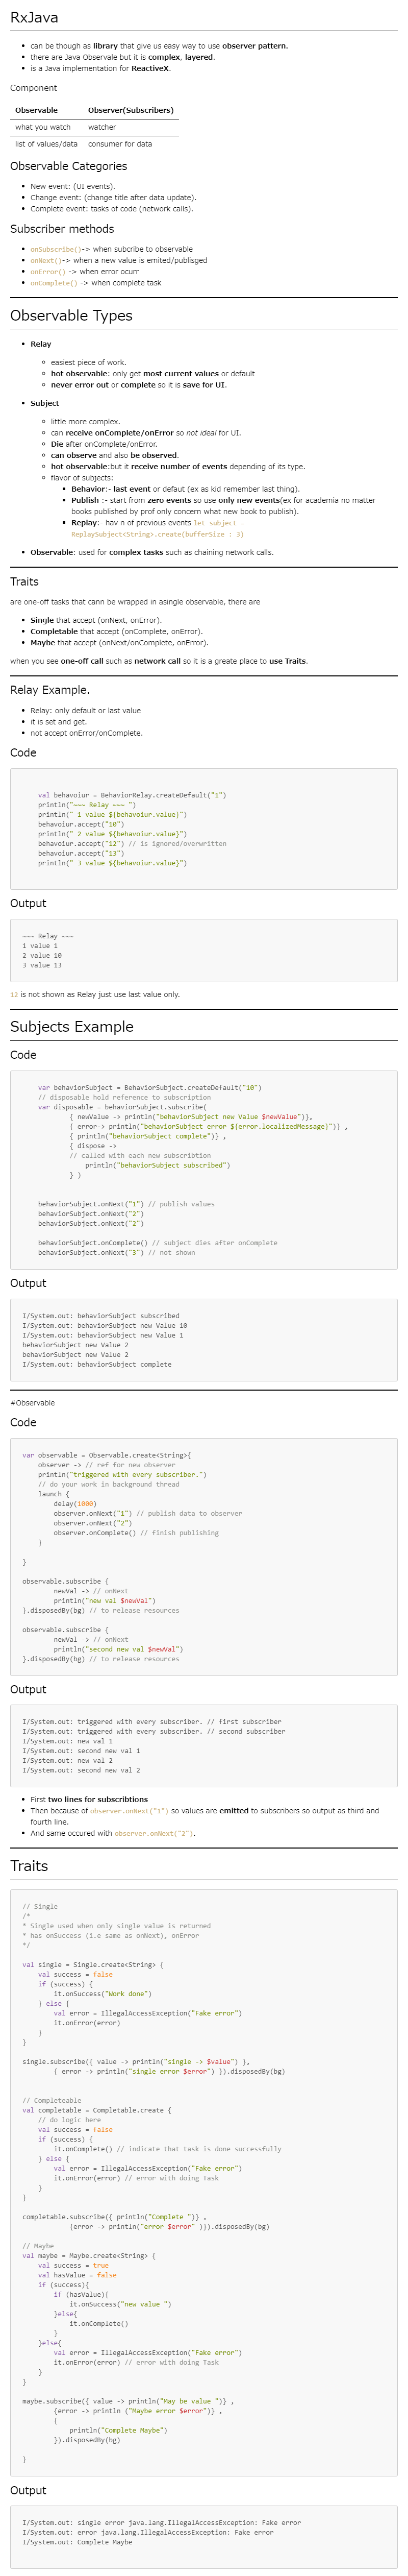 RxJava
can be though as library that give us easy way to use observer pattern.
there are Java Observale but it is complex, layered.
is a Java implementation for ReactiveX.
Component
Observable Observer(Subscribers)
what you watch watcher
list of values/data consumer for data
Observable Categories
New event: (UI events).
Change event: (change title after data update).
Complete event: tasks of code (network calls).
Subscriber methods
onSubscribe()-> when subcribe to observable
onNext()-> when a new value is emited/publisged
onError() -> when error ocurr
onComplete() -> when complete task
Observable Types
Relay
easiest piece of work.
hot observable: only get most current values or default
never error out or complete so it is save for UI.
Subject
little more complex.
can receive onComplete/onError so not ideal for UI.
Die after onComplete/onError.
can observe and also be observed.
hot observable:but it receive number of events depending of its type.
flavor of subjects:
Behavior:- last event or defaut (ex as kid remember last thing).
Publish :- start from zero events so use only new events(ex for academia no matter
books published by prof only concern what new book to publish).
Replay:- hav n of previous events let subject =
ReplaySubject<String>.create(bufferSize : 3)
Observable: used for complex tasks such as chaining network calls.
Traits
are one-off tasks that cann be wrapped in asingle observable, there are
Single that accept (onNext, onError).
Completable that accept (onComplete, onError).
Maybe that accept (onNext/onComplete, onError).
when you see one-off call such as network call so it is a greate place to use Traits.
Relay Example.
Relay: only default or last value
it is set and get.
not accept onError/onComplete.
Code
val behavoiur = BehaviorRelay.createDefault("1")
println("~~~ Relay ~~~ ")
println(" 1 value ${behavoiur.value}")
behavoiur.accept("10")
println(" 2 value ${behavoiur.value}")
behavoiur.accept("12") // is ignored/overwritten
behavoiur.accept("13")
println(" 3 value ${behavoiur.value}")
Output
~~~ Relay ~~~
1 value 1
2 value 10
3 value 13
12 is not shown as Relay just use last value only.
Subjects Example
Code
var behaviorSubject = BehaviorSubject.createDefault("10")
// disposable hold reference to subscription
var disposable = behaviorSubject.subscribe(
{ newValue -> println("behaviorSubject new Value $newValue")},
{ error-> println("behaviorSubject error ${error.localizedMessage}")} ,
{ println("behaviorSubject complete")} ,
{ dispose ->
// called with each new subscribtion
println("behaviorSubject subscribed")
} )
behaviorSubject.onNext("1") // publish values
behaviorSubject.onNext("2")
behaviorSubject.onNext("2")
behaviorSubject.onComplete() // subject dies after onComplete
behaviorSubject.onNext("3") // not shown
Output
I/System.out: behaviorSubject subscribed
I/System.out: behaviorSubject new Value 10
I/System.out: behaviorSubject new Value 1
behaviorSubject new Value 2
behaviorSubject new Value 2
I/System.out: behaviorSubject complete
#Observable
Code
var observable = Observable.create<String>{
observer -> // ref for new observer
println("triggered with every subscriber.")
// do your work in background thread
launch {
delay(1000)
observer.onNext("1") // publish data to observer
observer.onNext("2")
observer.onComplete() // finish publishing
}
}
observable.subscribe {
newVal -> // onNext
println("new val $newVal")
}.disposedBy(bg) // to release resources
observable.subscribe {
newVal -> // onNext
println("second new val $newVal")
}.disposedBy(bg) // to release resources
Output
I/System.out: triggered with every subscriber. // first subscriber
I/System.out: triggered with every subscriber. // second subscriber
I/System.out: new val 1
I/System.out: second new val 1
I/System.out: new val 2
I/System.out: second new val 2
First two lines for subscribtions
Then because of observer.onNext("1") so values are emitted to subscribers so output as third and
fourth line.
And same occured with observer.onNext("2").
Traits
// Single
/*
* Single used when only single value is returned
* has onSuccess (i.e same as onNext), onError
*/
val single = Single.create<String> {
val success = false
if (success) {
it.onSuccess("Work done")
} else {
val error = IllegalAccessException("Fake error")
it.onError(error)
}
}
single.subscribe({ value -> println("single -> $value") },
{ error -> println("single error $error") }).disposedBy(bg)
// Completeable
val completable = Completable.create {
// do logic here
val success = false
if (success) {
it.onComplete() // indicate that task is done successfully
} else {
val error = IllegalAccessException("Fake error")
it.onError(error) // error with doing Task
}
}
completable.subscribe({ println("Complete ")} ,
{error -> println("error $error" )}).disposedBy(bg)
// Maybe
val maybe = Maybe.create<String> {
val success = true
val hasValue = false
if (success){
if (hasValue){
it.onSuccess("new value ")
}else{
it.onComplete()
}
}else{
val error = IllegalAccessException("Fake error")
it.onError(error) // error with doing Task
}
}
maybe.subscribe({ value -> println("May be value ")} ,
{error -> println ("Maybe error $error")} ,
{
println("Complete Maybe")
}).disposedBy(bg)
}
Output
I/System.out: single error java.lang.IllegalAccessException: Fake error
I/System.out: error java.lang.IllegalAccessException: Fake error
I/System.out: Complete Maybe